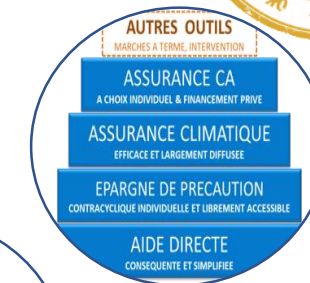 AUTRES OUTILS
MARCHES A TERME, INTERVENTION
ASSURANCE CA
A CHOIX INDIVIDUEL & FINANCEMENT PRIVE
ASSURANCE CLIMATIQUE
EFFICACE ET LARGEMENT DIFFUSEE
EPARGNE DE PRECAUTION
CONTRACYCLIQUE INDIVIDUELLE ET LIBREMENT ACCESSIBLE
AIDE DIRECTE
CONSEQUENTE ET SIMPLIFIEE